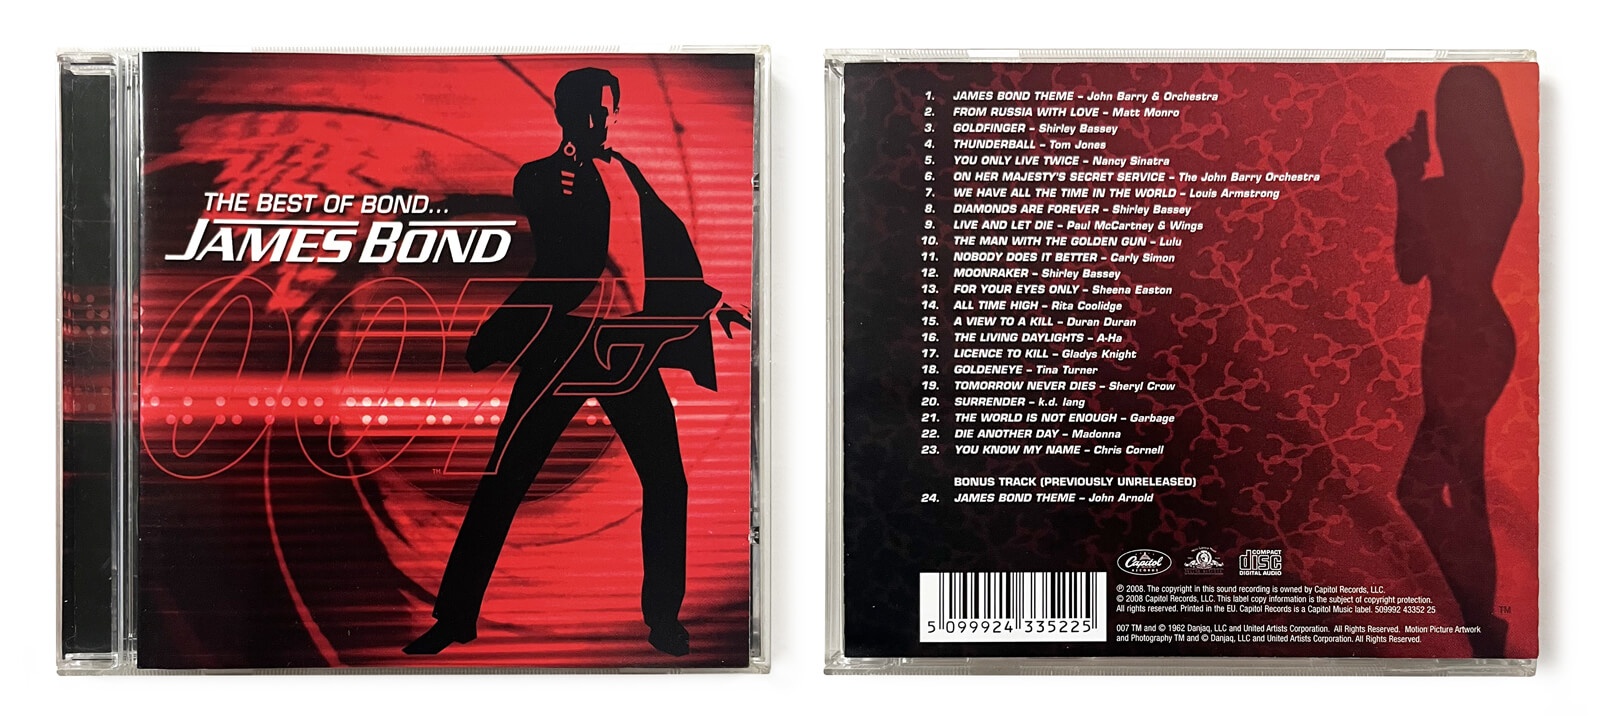 THE BEST OF BOND...
JAMES BOND
007
TM
1. JAMES BOND THEME – John Barry & Orchestra
2. FROM RUSSIA WITH LOVE – Matt Monro
3. GOLDFINGER – Shirley Bassey
4. THUNDERBALL – Tom Jones
5. YOU ONLY LIVE TWICE – Nancy Sinatra
6. ON HER MAJESTY'S SECRET SERVICE – The John Barry Orchestra
7. WE HAVE ALL THE TIME IN THE WORLD – Louis Armstrong
8. DIAMONDS ARE FOREVER – Shirley Bassey
9. LIVE AND LET DIE – Paul McCartney & Wings
10. THE MAN WITH THE GOLDEN GUN – Lulu
11. NOBODY DOES IT BETTER – Carly Simon
12. MOONRAKER – Shirley Bassey
13. FOR YOUR EYES ONLY – Sheena Easton
14. ALL TIME HIGH – Rita Coolidge
15. A VIEW TO A KILL – Duran Duran
16. THE LIVING DAYLIGHTS – A-Ha
17. LICENCE TO KILL – Gladys Knight
18. GOLDENEYE – Tina Turner
19. TOMORROW NEVER DIES – Sheryl Crow
20. SURRENDER – k.d. lang
21. THE WORLD IS NOT ENOUGH – Garbage
22. DIE ANOTHER DAY – Madonna
23. YOU KNOW MY NAME – Chris Cornell
BONUS TRACK (PREVIOUSLY UNRELEASED)
24. JAMES BOND THEME – John Arnold
Capitol
RECORDS
COMPACT
disc
DIGITAL AUDIO
℗ 2008. The copyright in this sound recording is owned by Capitol Records, LLC.
© 2008 Capitol Records, LLC. This label copy information is the subject of copyright protection.
All rights reserved. Printed in the EU. Capitol Records is a Capitol Music label. 509992 43352 25
TM
5 099924 335225
007 TM and © 1962 Danjaq, LLC and United Artists Corporation. All Rights Reserved. Motion Picture Artwork
and Photography TM and © Danjaq, LLC and United Artists Corporation. All Rights Reserved.